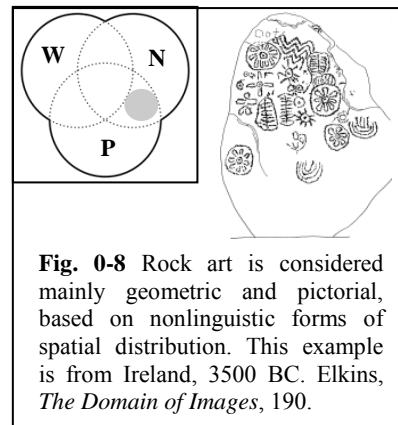 W
N
P
Fig. 0-8 Rock art is considered
mainly geometric and pictorial,
based on nonlinguistic forms of
spatial distribution. This example
is from Ireland, 3500 BC. Elkins,
The Domain of Images, 190.